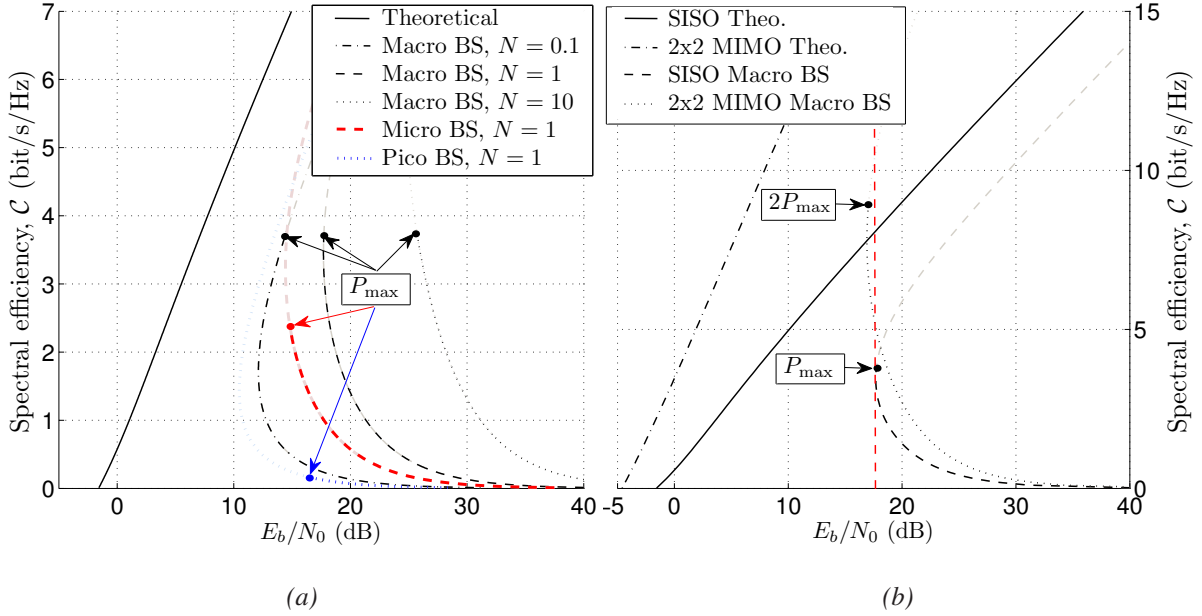 7
6
5
4
3
2
1
0
Spectral efficiency, C (bit/s/Hz)
Theoretical
Macro BS, N = 0.1
Macro BS, N = 1
Macro BS, N = 10
Micro BS, N = 1
Pico BS, N = 1
P_max
0 10 20 30 40
E_b/N_0 (dB)
(a)
SISO Theo.
2x2 MIMO Theo.
SISO Macro BS
2x2 MIMO Macro BS
2P_max
P_max
15
10
5
0
Spectral efficiency, C (bit/s/Hz)
-5 0 10 20 30 40
E_b/N_0 (dB)
(b)